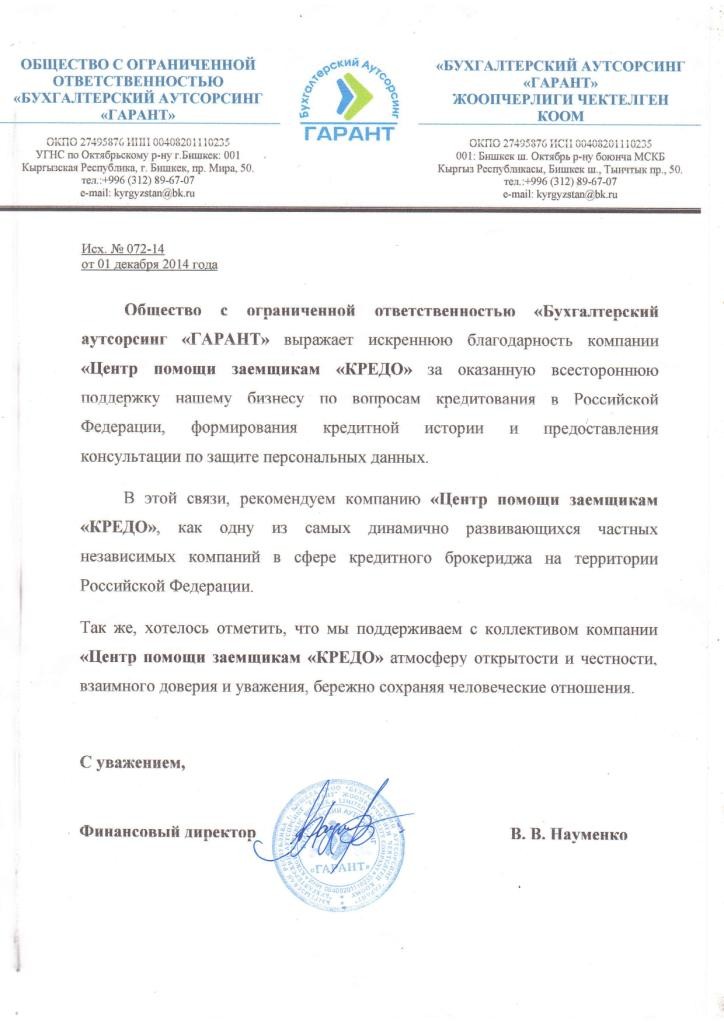 ОБЩЕСТВО С ОГРАНИЧЕННОЙ
ОТВЕТСТВЕННОСТЬЮ
«БУХГАЛТЕРСКИЙ АУТСОРСИНГ
«ГАРАНТ»
ОКПО 27495876 ИНН 00408201110235
УГНС по Октябрьскому р-ну г.Бишкек: 001
Кыргызская Республика, г. Бишкек, пр. Мира, 50.
тел.:+996 (312) 89-67-07
e-mail: kyrgyzstan@bk.ru
Бухгалтерский Аутсорсинг
ГАРАНТ
«БУХГАЛТЕРСКИЙ АУТСОРСИНГ
«ГАРАНТ»
ЖООПЧЕРЛИГИ ЧЕКТЕЛГЕН
КООМ
ОКПО 27495876 ИСН 00408201110235
001: Бишкек ш. Октябрь р-ну боюнча МСКБ
Кыргыз Республикасы, Бишкек ш., Тынчтык пр., 50.
тел.:+996 (312) 89-67-07
e-mail: kyrgyzstan@bk.ru
Исх. № 072-14
от 01 декабря 2014 года
Общество с ограниченной ответственностью «Бухгалтерский
аутсорсинг «ГАРАНТ» выражает искреннюю благодарность компании
«Центр помощи заемщикам «КРЕДО» за оказанную всестороннюю
поддержку нашему бизнесу по вопросам кредитования в Российской
Федерации, формирования кредитной истории и предоставления
консультации по защите персональных данных.
В этой связи, рекомендуем компанию «Центр помощи заемщикам
«КРЕДО», как одну из самых динамично развивающихся частных
независимых компаний в сфере кредитного брокериджа на территории
Российской Федерации.
Так же, хотелось отметить, что мы поддерживаем с коллективом компании
«Центр помощи заемщикам «КРЕДО» атмосферу открытости и честности,
взаимного доверия и уважения, бережно сохраняя человеческие отношения.
С уважением,
Финансовый директор
В. В. Науменко
«ГАРАНТ»